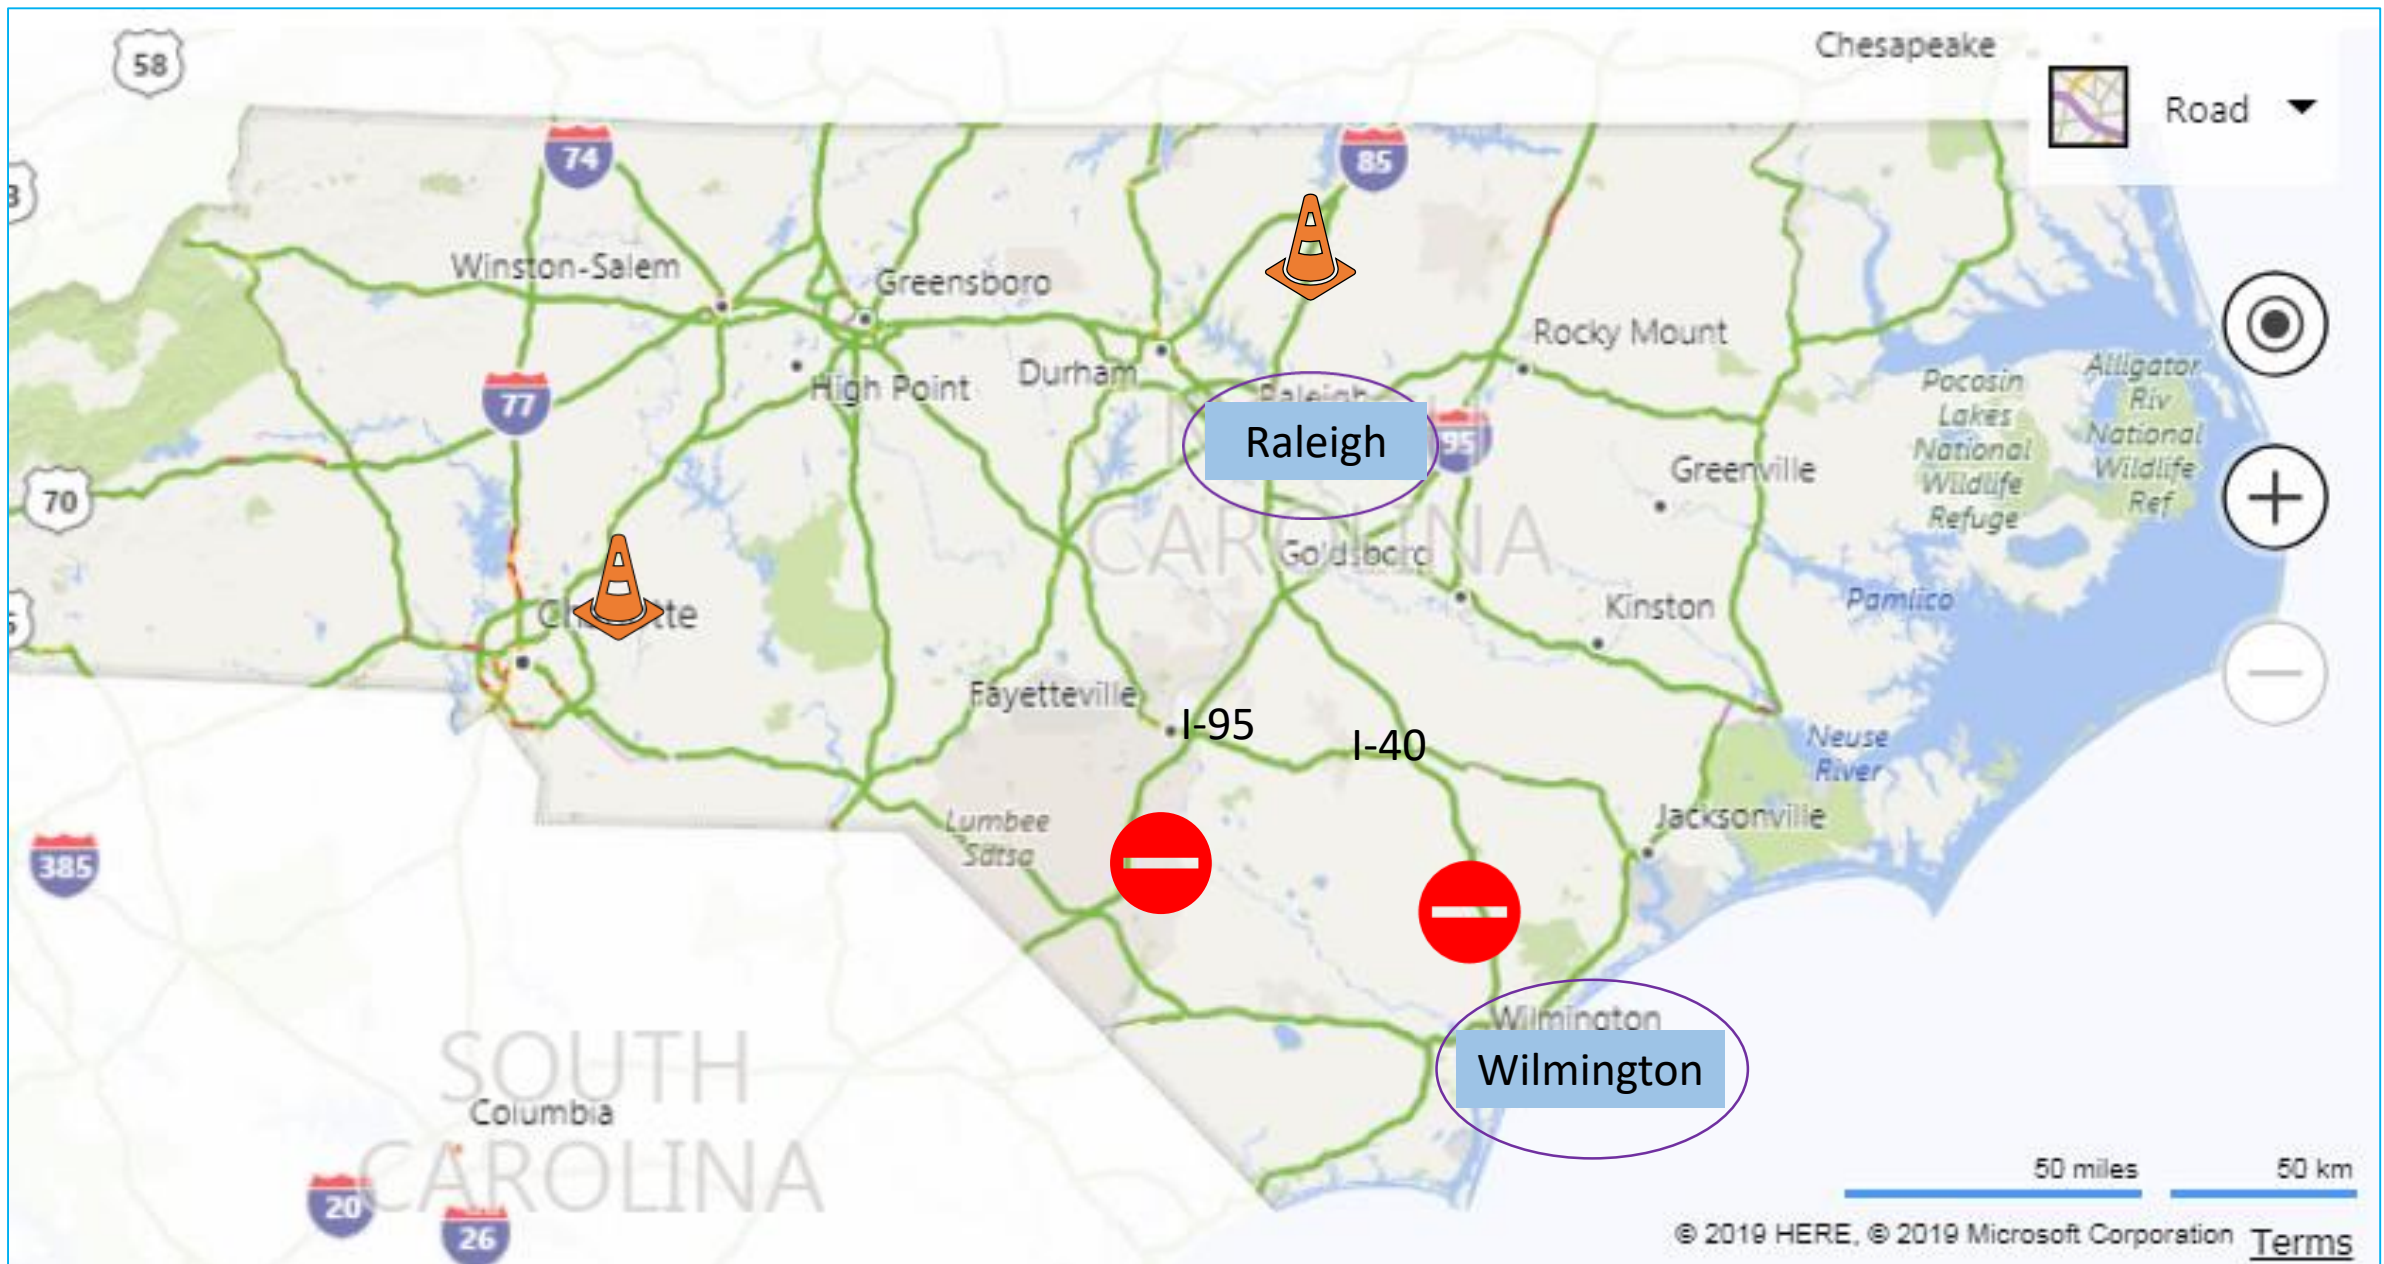 Chesapeake
58
Road
74
85
Winston-Salem
Greensboro
Rocky Mount
Durham
High Point
77
Raleigh
Raleigh
95
Pocosin
Lakes
National
Wildlife
Refuge
Alligator
Riv
National
Wildlife
Ref
70
Greenville
CAROLINA
Goldsboro
Kinston
Pamlico
Fayetteville
I-95
I-40
Neuse
River
Lumbee
Sätsa
Jacksonville
385
Wilmington
Wilmington
SOUTH
CAROLINA
Columbia
20
26
50 miles
50 km
© 2019 HERE, © 2019 Microsoft Corporation
Terms